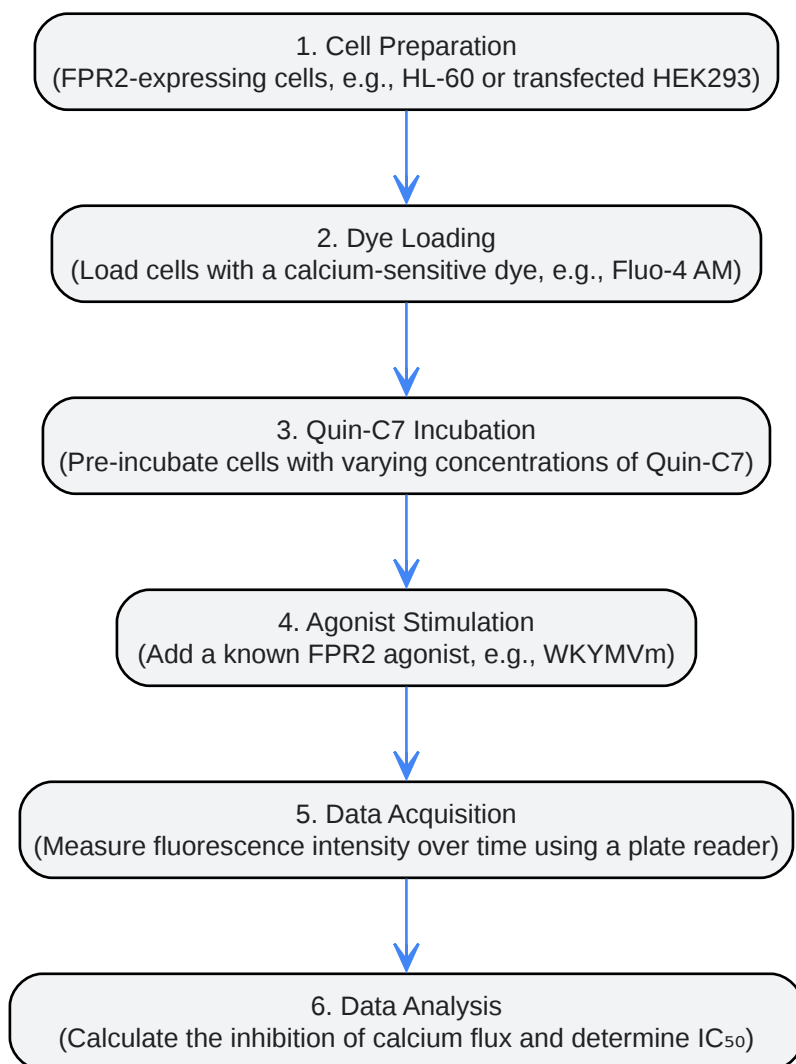 1. Cell Preparation
(FPR2-expressing cells, e.g., HL-60 or transfected HEK293)
2. Dye Loading
(Load cells with a calcium-sensitive dye, e.g., Fluo-4 AM)
3. Quin-C7 Incubation
(Pre-incubate cells with varying concentrations of Quin-C7)
4. Agonist Stimulation
(Add a known FPR2 agonist, e.g., WKYMVm)
5. Data Acquisition
(Measure fluorescence intensity over time using a plate reader)
6. Data Analysis
(Calculate the inhibition of calcium flux and determine IC₅₀)